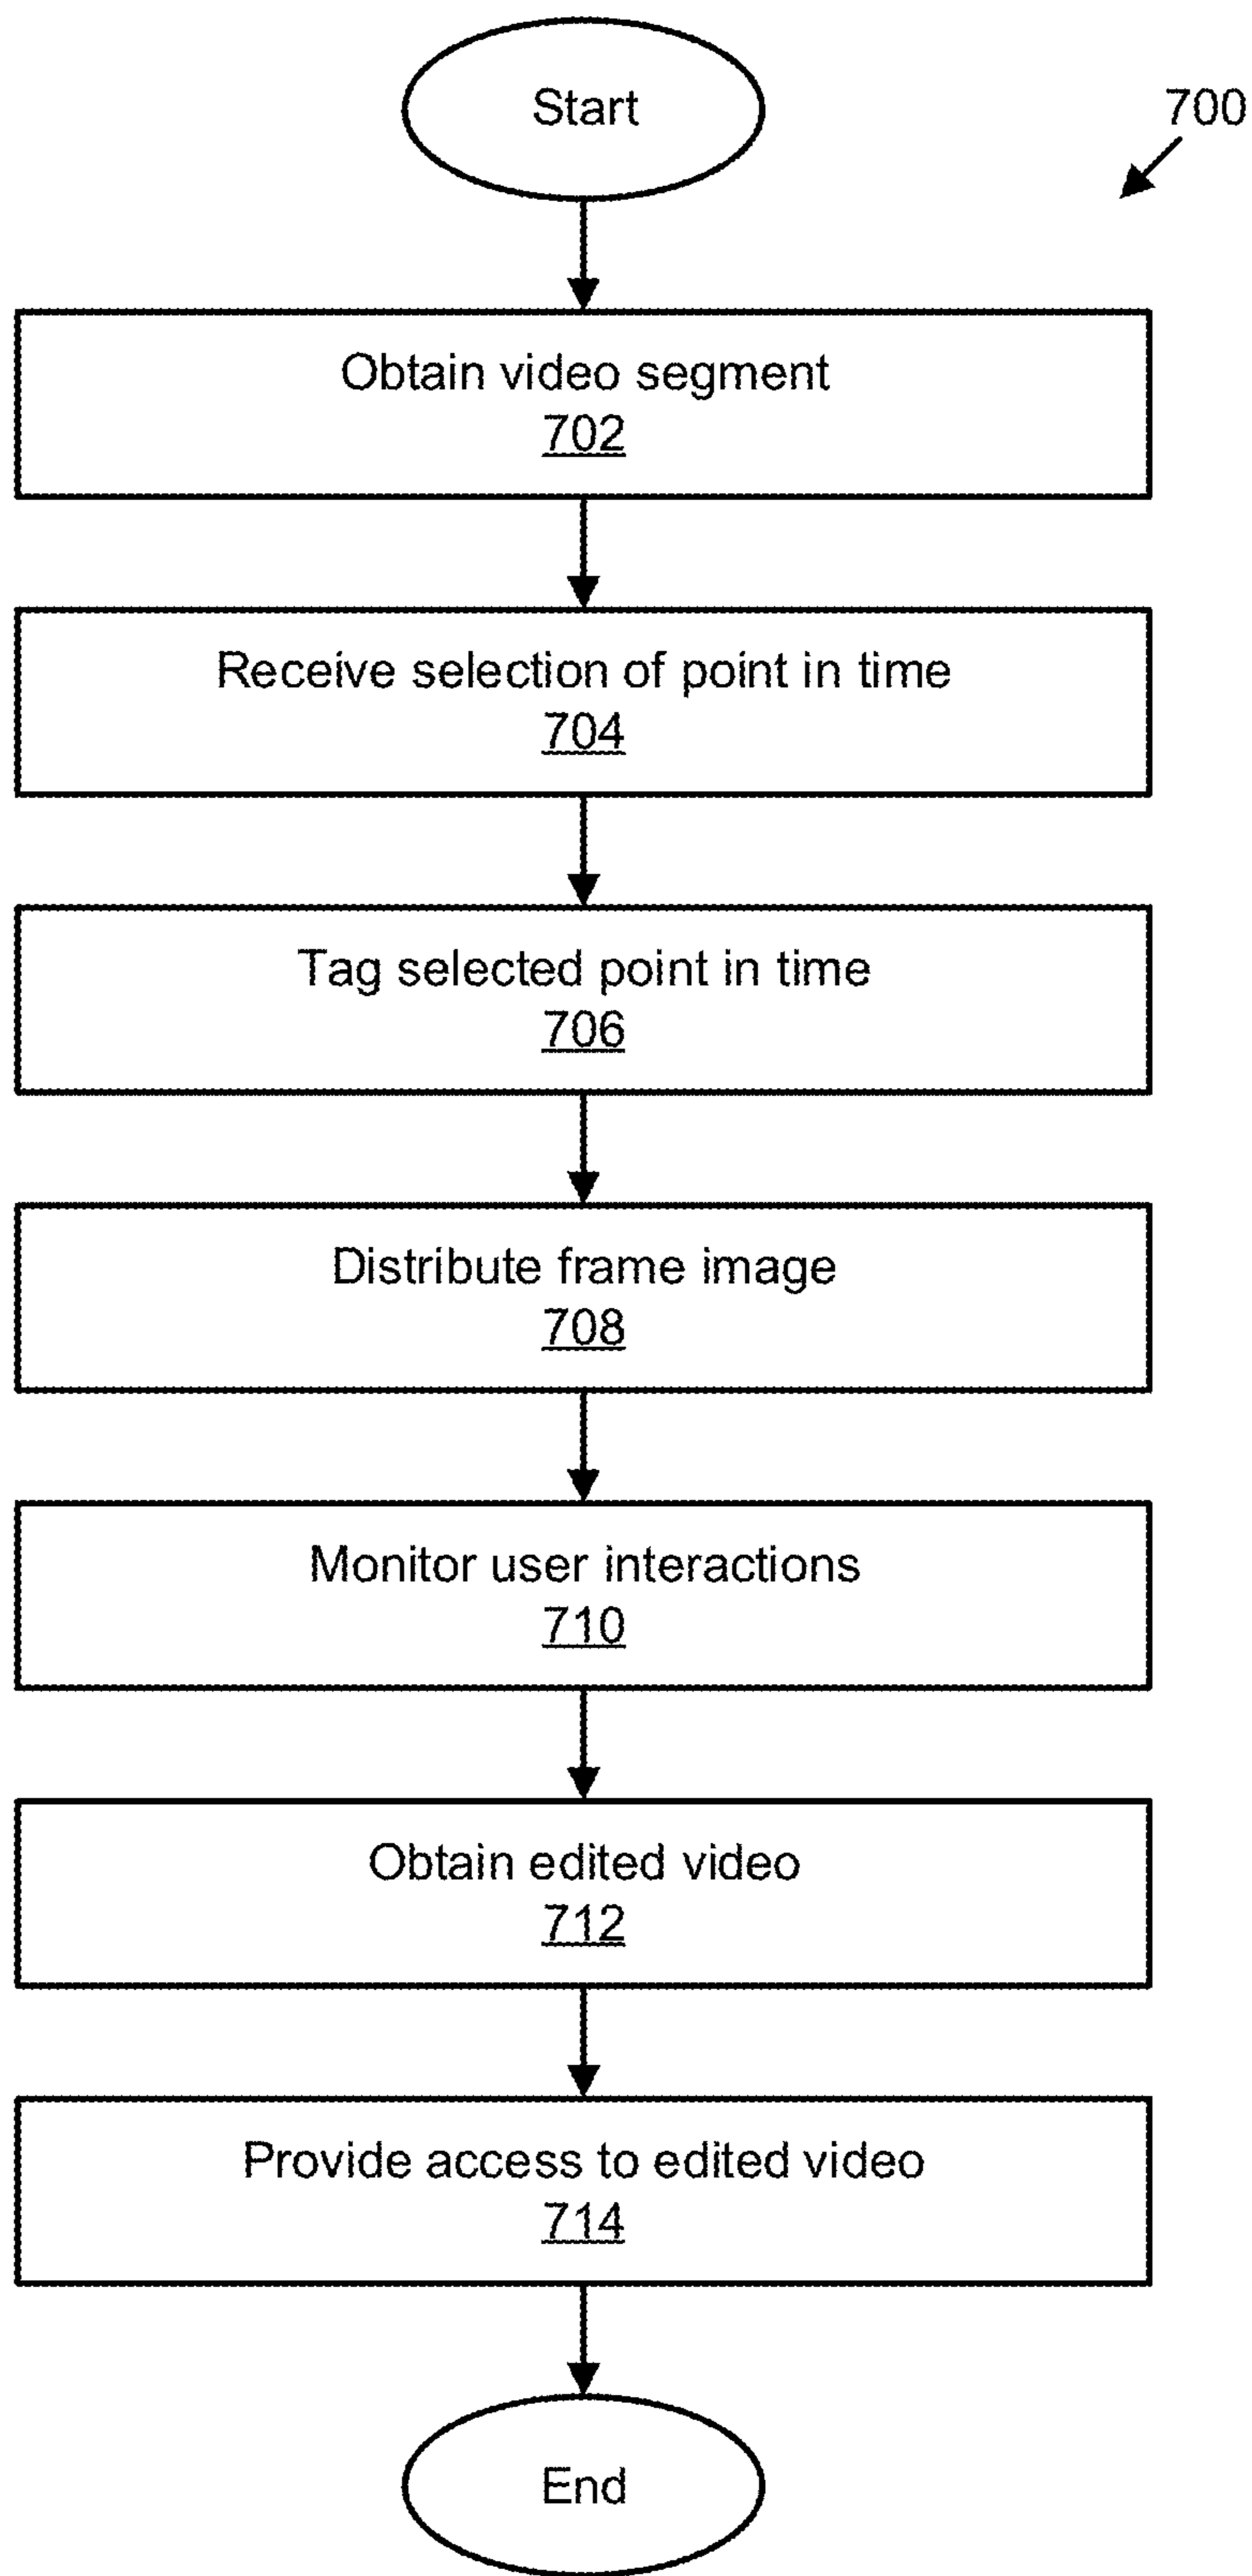 Start
700
Obtain video segment
702
Receive selection of point in time
704
Tag selected point in time
706
Distribute frame image
708
Monitor user interactions
710
Obtain edited video
712
Provide access to edited video
714
End